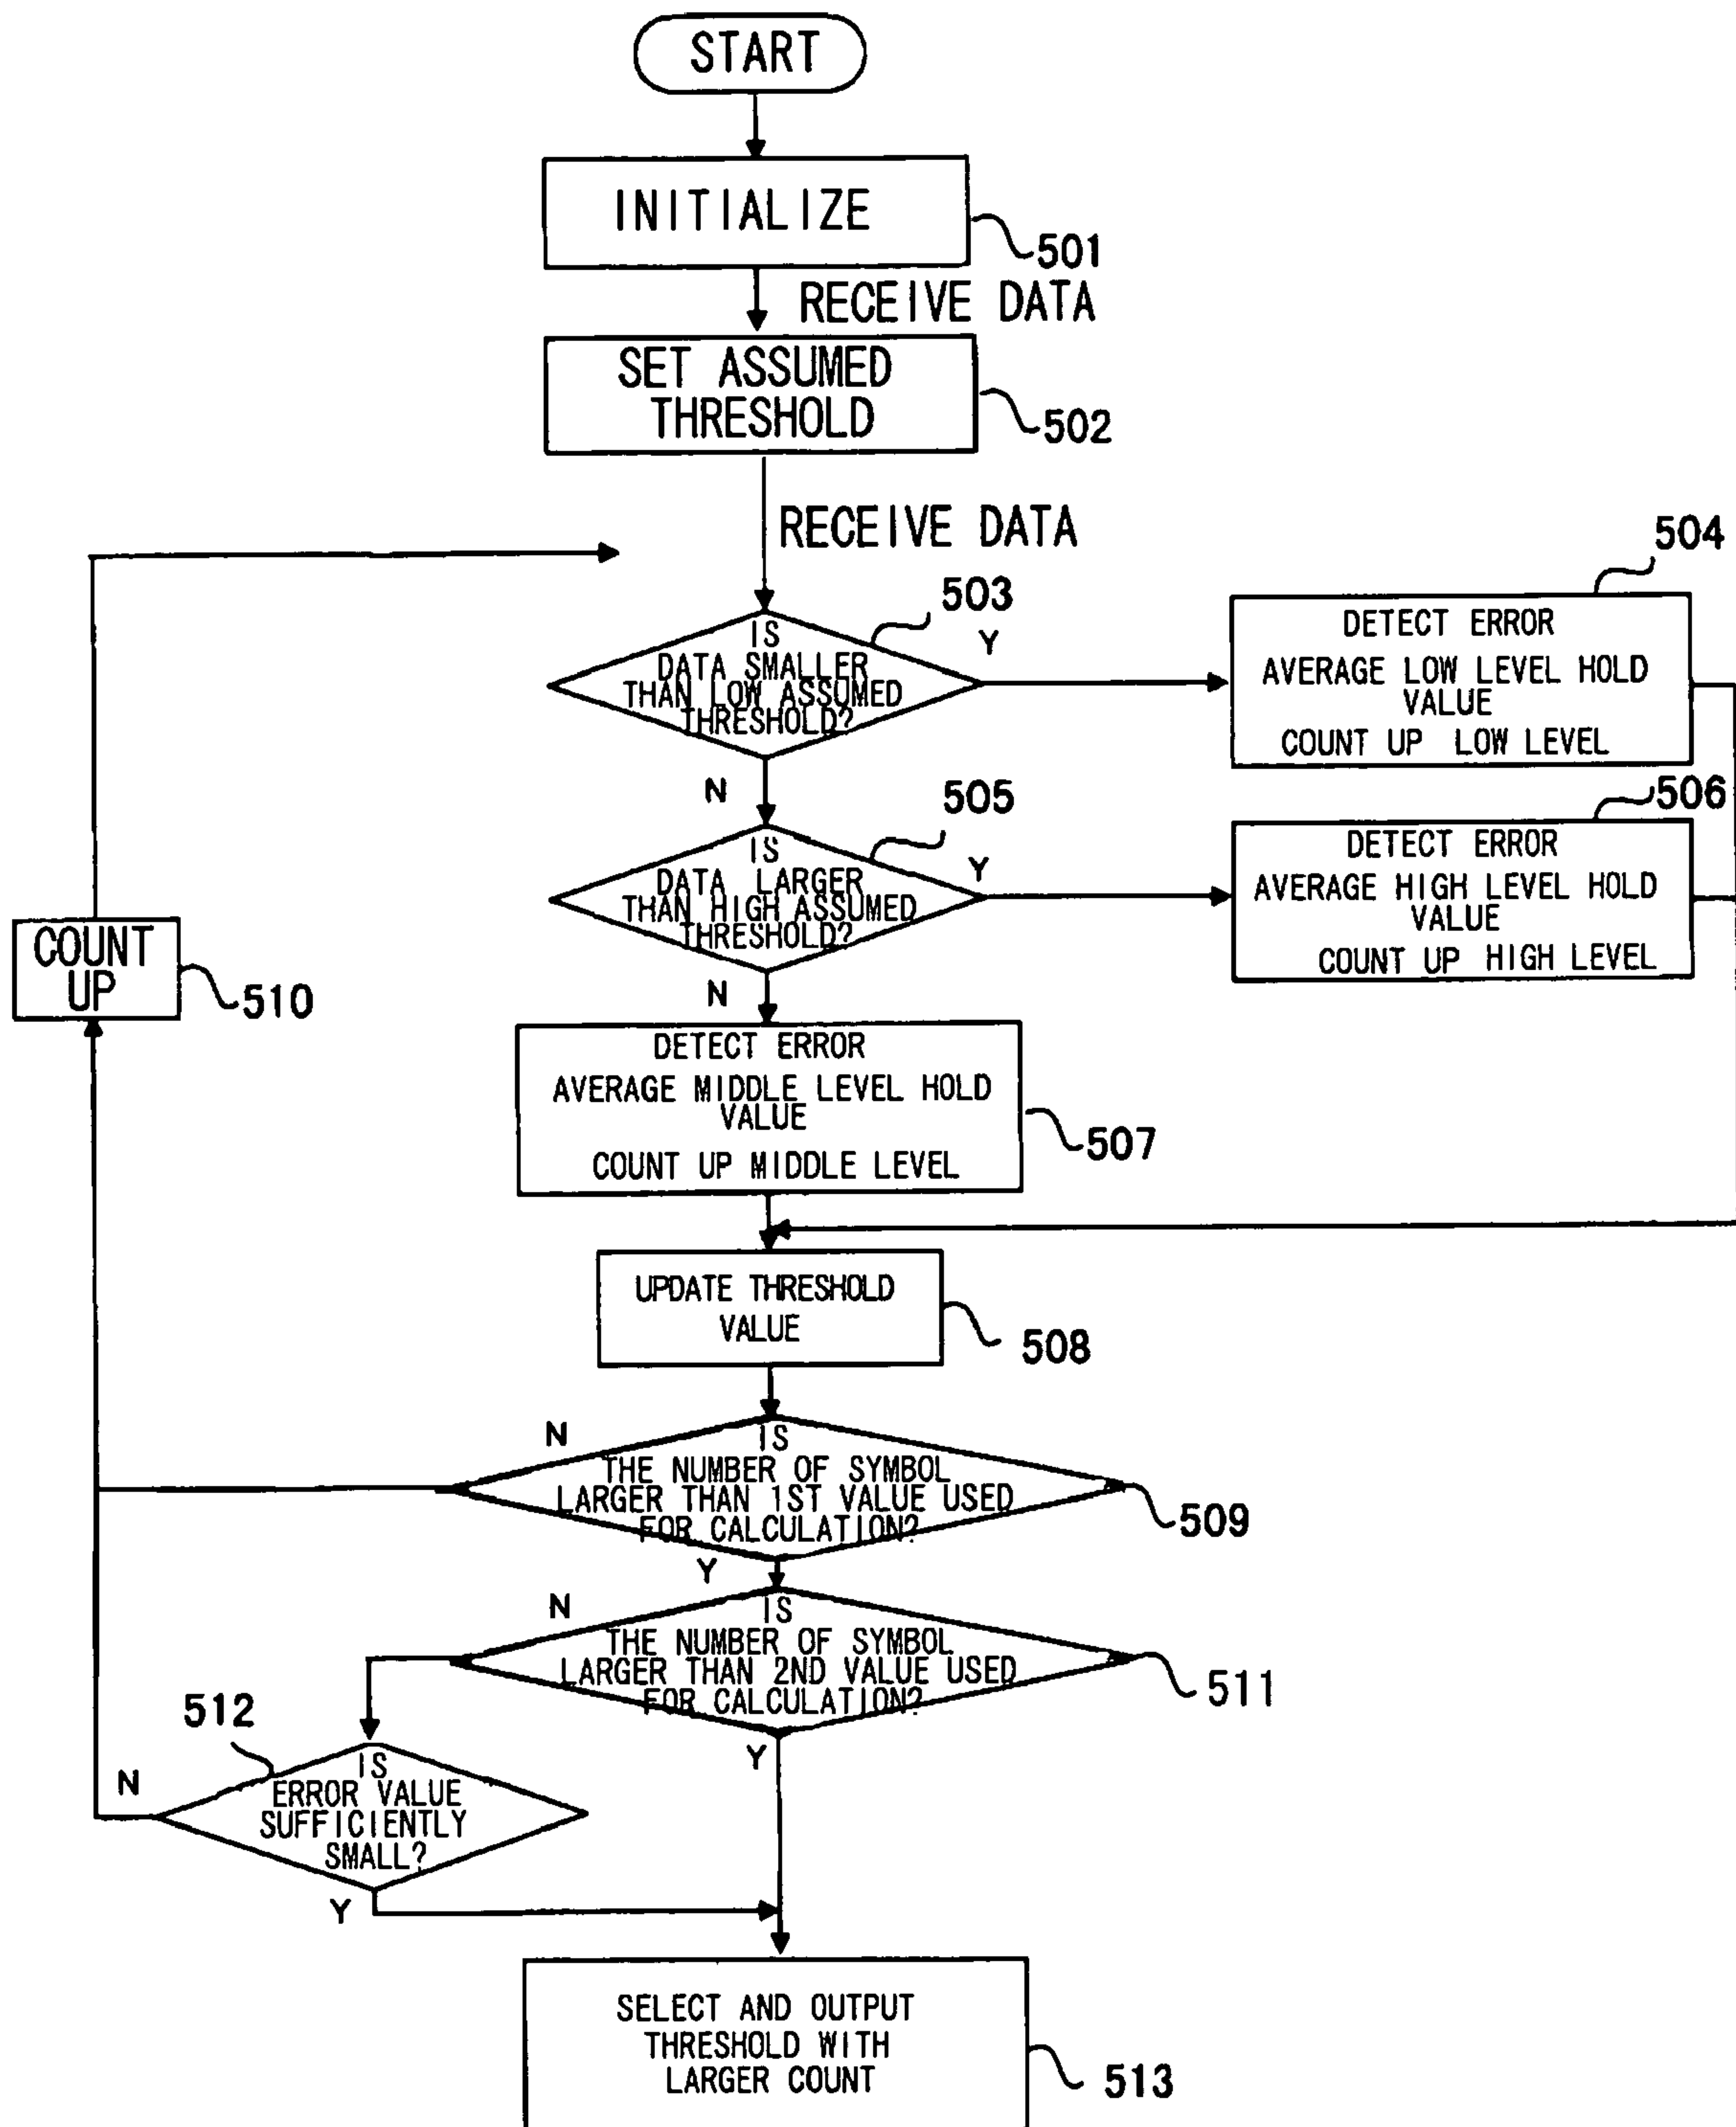 START
INITIALIZE
501
RECEIVE DATA
SET ASSUMED
THRESHOLD
502
RECEIVE DATA
503
IS
DATA SMALLER
THAN LOW ASSUMED
THRESHOLD?
Y
N
504
DETECT ERROR
AVERAGE LOW LEVEL HOLD
VALUE
COUNT UP LOW LEVEL
505
IS
DATA LARGER
THAN HIGH ASSUMED
THRESHOLD?
Y
N
506
DETECT ERROR
AVERAGE HIGH LEVEL HOLD
VALUE
COUNT UP HIGH LEVEL
COUNT
UP
510
DETECT ERROR
AVERAGE MIDDLE LEVEL HOLD
VALUE
COUNT UP MIDDLE LEVEL
507
UPDATE THRESHOLD
VALUE
508
N
IS
THE NUMBER OF SYMBOL
LARGER THAN 1ST VALUE USED
FOR CALCULATION?
509
Y
N
IS
THE NUMBER OF SYMBOL
LARGER THAN 2ND VALUE USED
FOR CALCULATION?
511
Y
512
N
IS
ERROR VALUE
SUFFICIENTLY
SMALL?
Y
SELECT AND OUTPUT
THRESHOLD WITH
LARGER COUNT
513